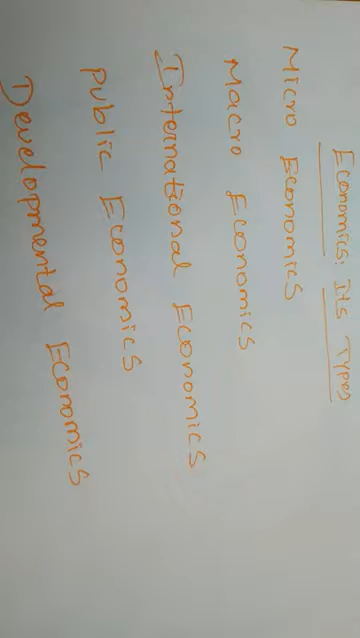 Economics: Its Types
Micro Economics
Macro Economics
International Economics
Public Economics
Developmental Economics